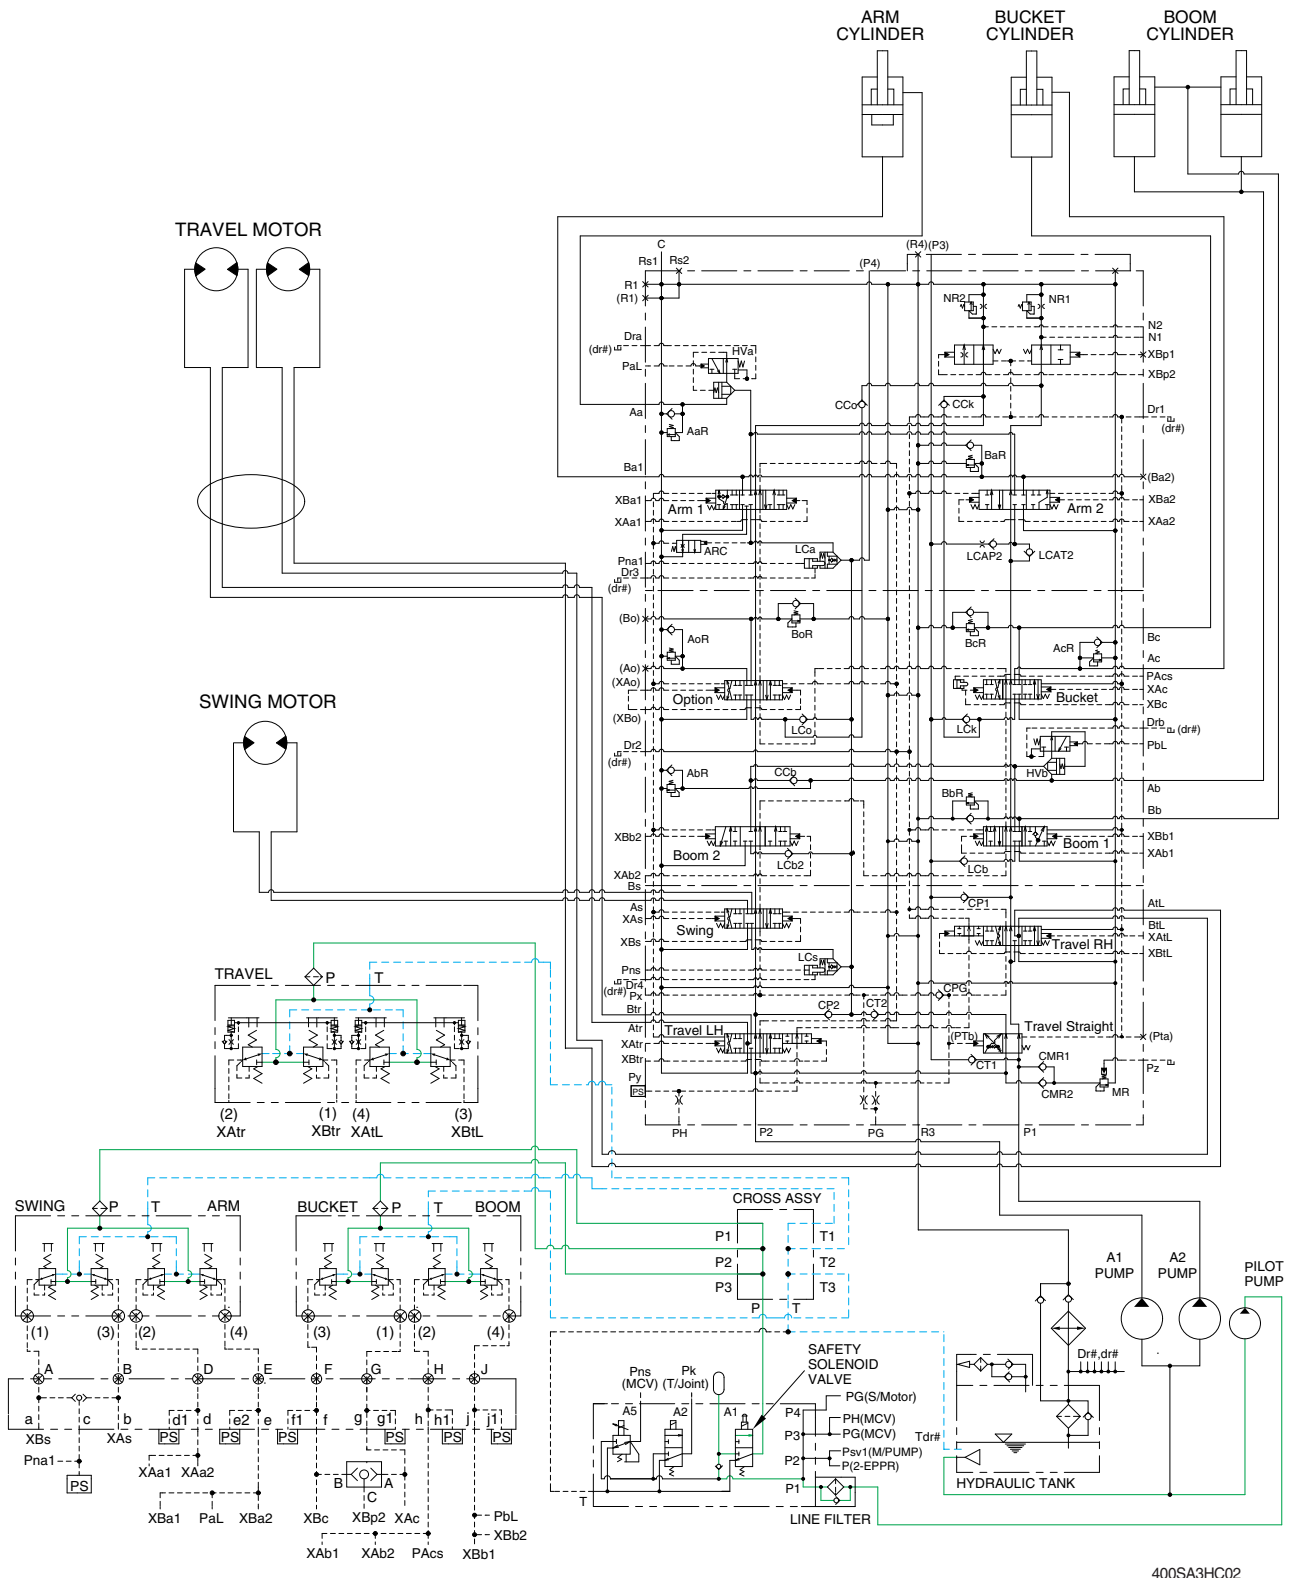 ARM
CYLINDER
BUCKET
CYLINDER
BOOM
CYLINDER
TRAVEL MOTOR
SWING MOTOR
C
(R4)
(P3)
Rs1
Rs2
(P4)
R1
(R1)
NR2
NR1
N2
N1
Dra
(dr#)
HVa
XBp1
PaL
XBp2
CCo
CCk
Aa
Dr1
(dr#)
AaR
BaR
Ba1
(Ba2)
XBa1
Arm 1
Arm 2
XBa2
XAa1
XAa2
ARC
LCa
LCAP2
LCAT2
Pna1
Dr3
(dr#)
(Bo)
AoR
BoR
BcR
AcR
Bc
Ac
(Ao)
(XAo)
PAcs
XAc
Option
Bucket
XBc
(XBo)
LCo
LCk
Drb
(dr#)
Dr2
(dr#)
PbL
HVb
AbR
CCb
BbR
Ab
Bb
XBb2
XBb1
Boom 2
Boom 1
XAb1
LCb2
LCb
XAb2
Bs
CP1
AtL
As
XAs
BtL
Swing
XAtL
Travel RH
XBs
XBtL
Pns
LCs
Dr4
(dr#)
Px
CPG
Btr
CP2
CT2
Atr
Travel LH
Travel Straight
XAtr
(PTb)
(Pta)
XBtr
CT1
CMR1
Pz
Py
PS
CMR2
MR
PH
P2
PG
R3
P1
TRAVEL
P
T
(2)
(1)
(4)
(3)
XAtr
XBtr
XAtL
XBtL
SWING
P
T
ARM
BUCKET
P
T
BOOM
(1)
(3)
(2)
(4)
(3)
(1)
(2)
(4)
A
B
D
E
F
G
H
J
a
c
b
d1
d
e2
e
f1
f
g
g1
h
h1
j
j1
XBs
XAs
PS
PS
PS
PS
PS
PS
Pna1
PS
XAa1
XAa2
B
A
C
XBa1
PaL
XBa2
XBc
XBp2
XAc
PbL
XBb2
XAb1
XAb2
PAcs
XBb1
CROSS ASSY
P1
T1
P2
T2
P3
T3
P
T
SAFETY
SOLENOID
VALVE
Pns
(MCV)
Pk
(T/Joint)
A5
A2
A1
P4
PG(S/Motor)
P3
PH(MCV)
PG(MCV)
P2
Psv1(M/PUMP)
P(2-EPPR)
P1
T
LINE FILTER
A1
PUMP
A2
PUMP
PILOT
PUMP
Dr#,dr#
Tdr#
HYDRAULIC TANK
400SA3HC02